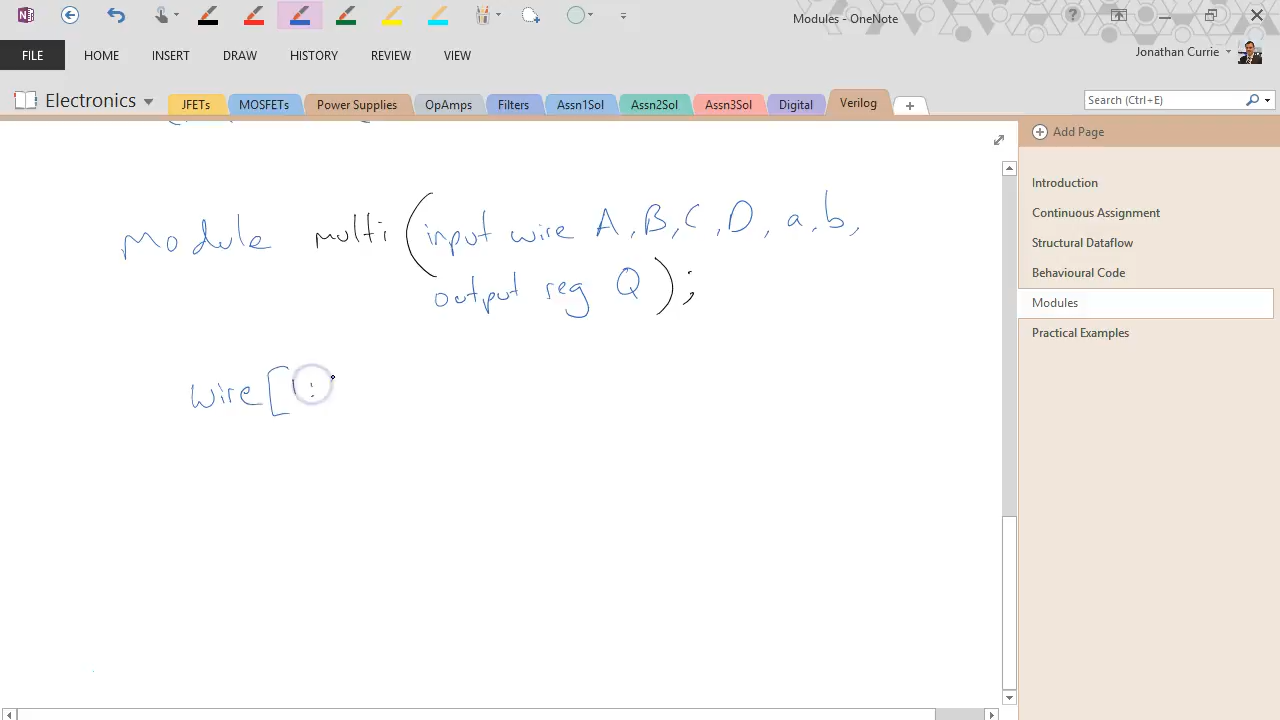 Modules - OneNote
?
FILE HOME INSERT DRAW HISTORY REVIEW VIEW
Jonathan Currie
Electronics JFETs MOSFETs Power Supplies OpAmps Filters Assn1Sol Assn2Sol Assn3Sol Digital Verilog
Search (Ctrl+E)
Add Page
Introduction
Continuous Assignment
Structural Dataflow
Behavioural Code
Modules
Practical Examples
module multi (input wire A, B, C, D, a, b,
output reg Q);
wire [1: